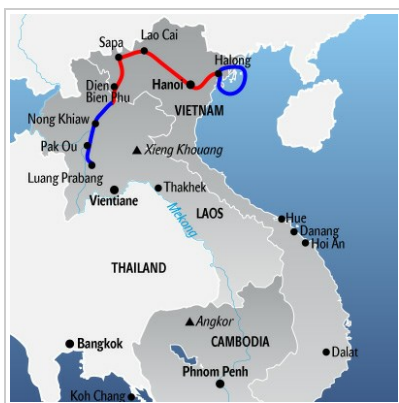 Lao Cai
Sapa
Halong
Hanoi
Dien
Bien Phu
VIETNAM
Nong Khiaw
Pak Ou
Xieng Khouang
Luang Prabang
Thakhek
Vientiane
Mekong
LAOS
Hue
Danang
Hoi An
THAILAND
Angkor
CAMBODIA
Bangkok
Dalat
Phnom Penh
Koh Chang